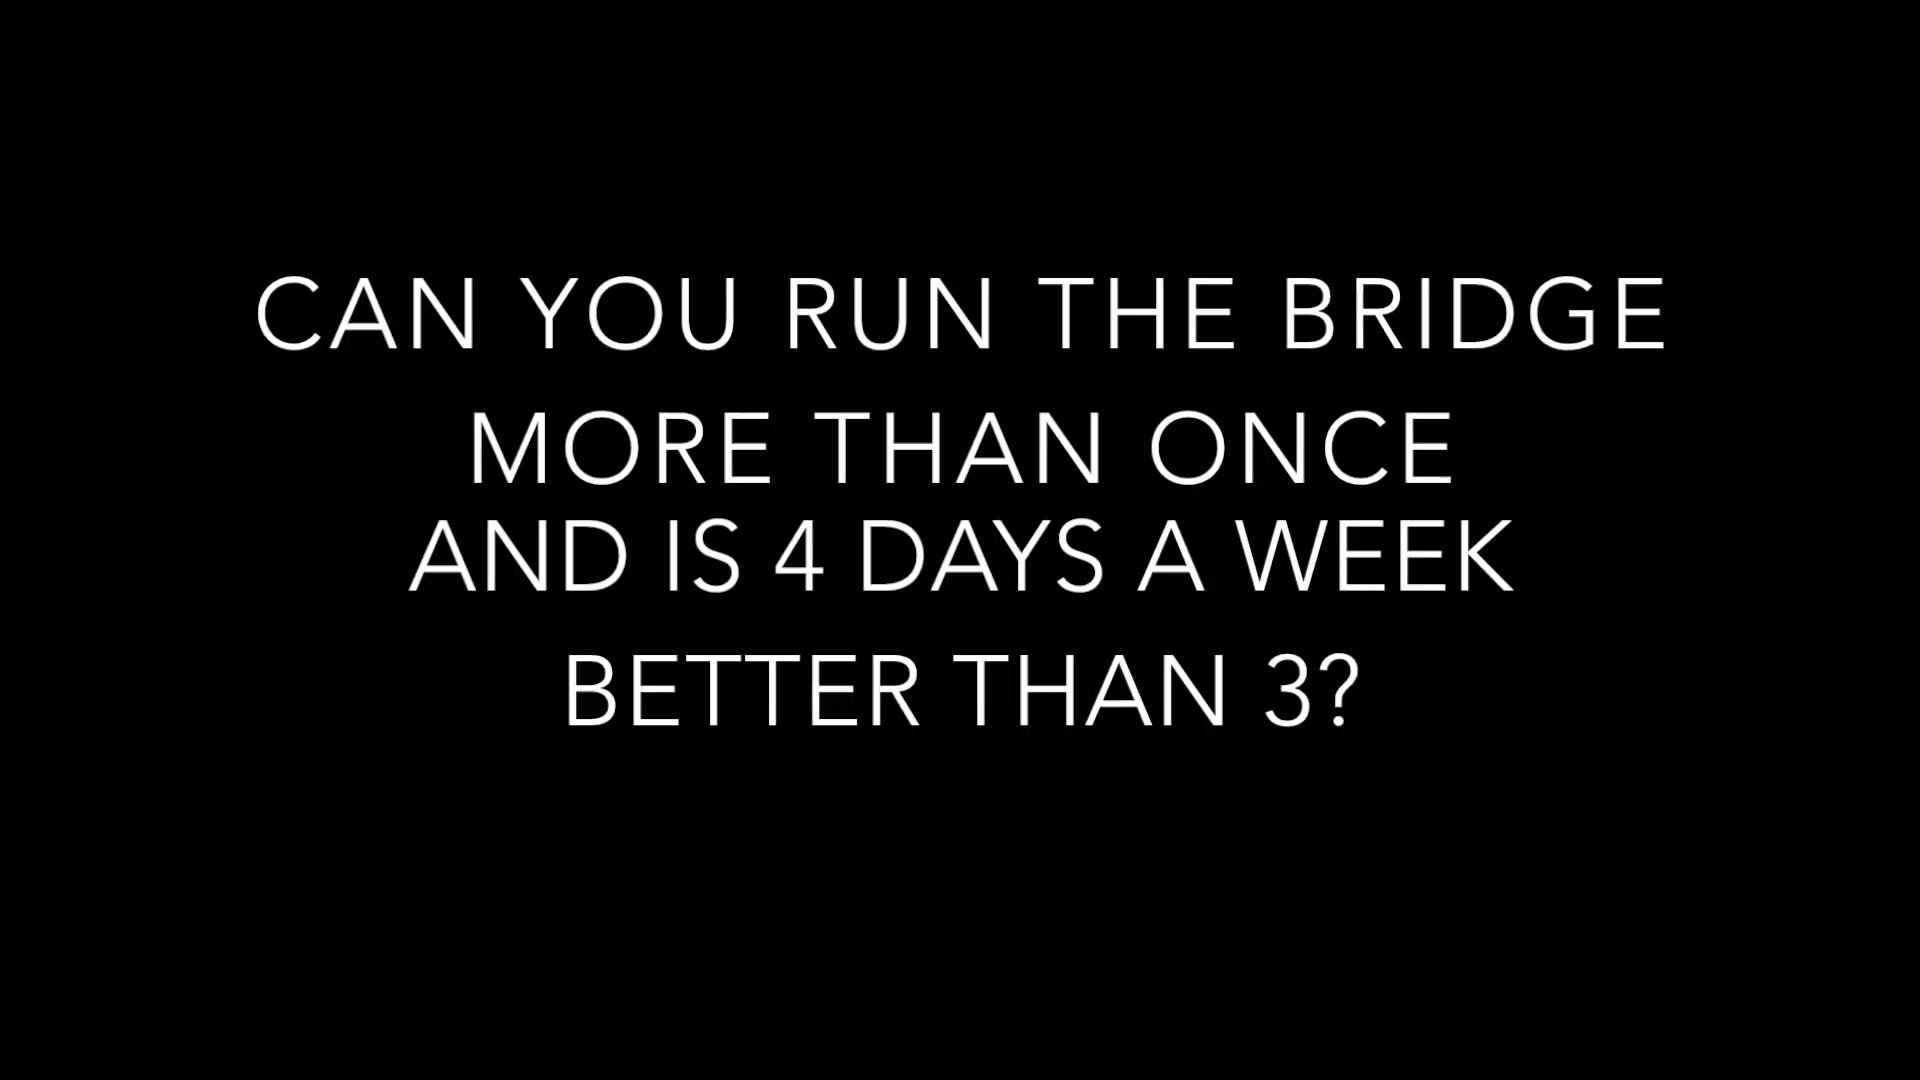 CAN YOU RUN THE BRIDGE
MORE THAN ONCE
AND IS 4 DAYS A WEEK
BETTER THAN 3?